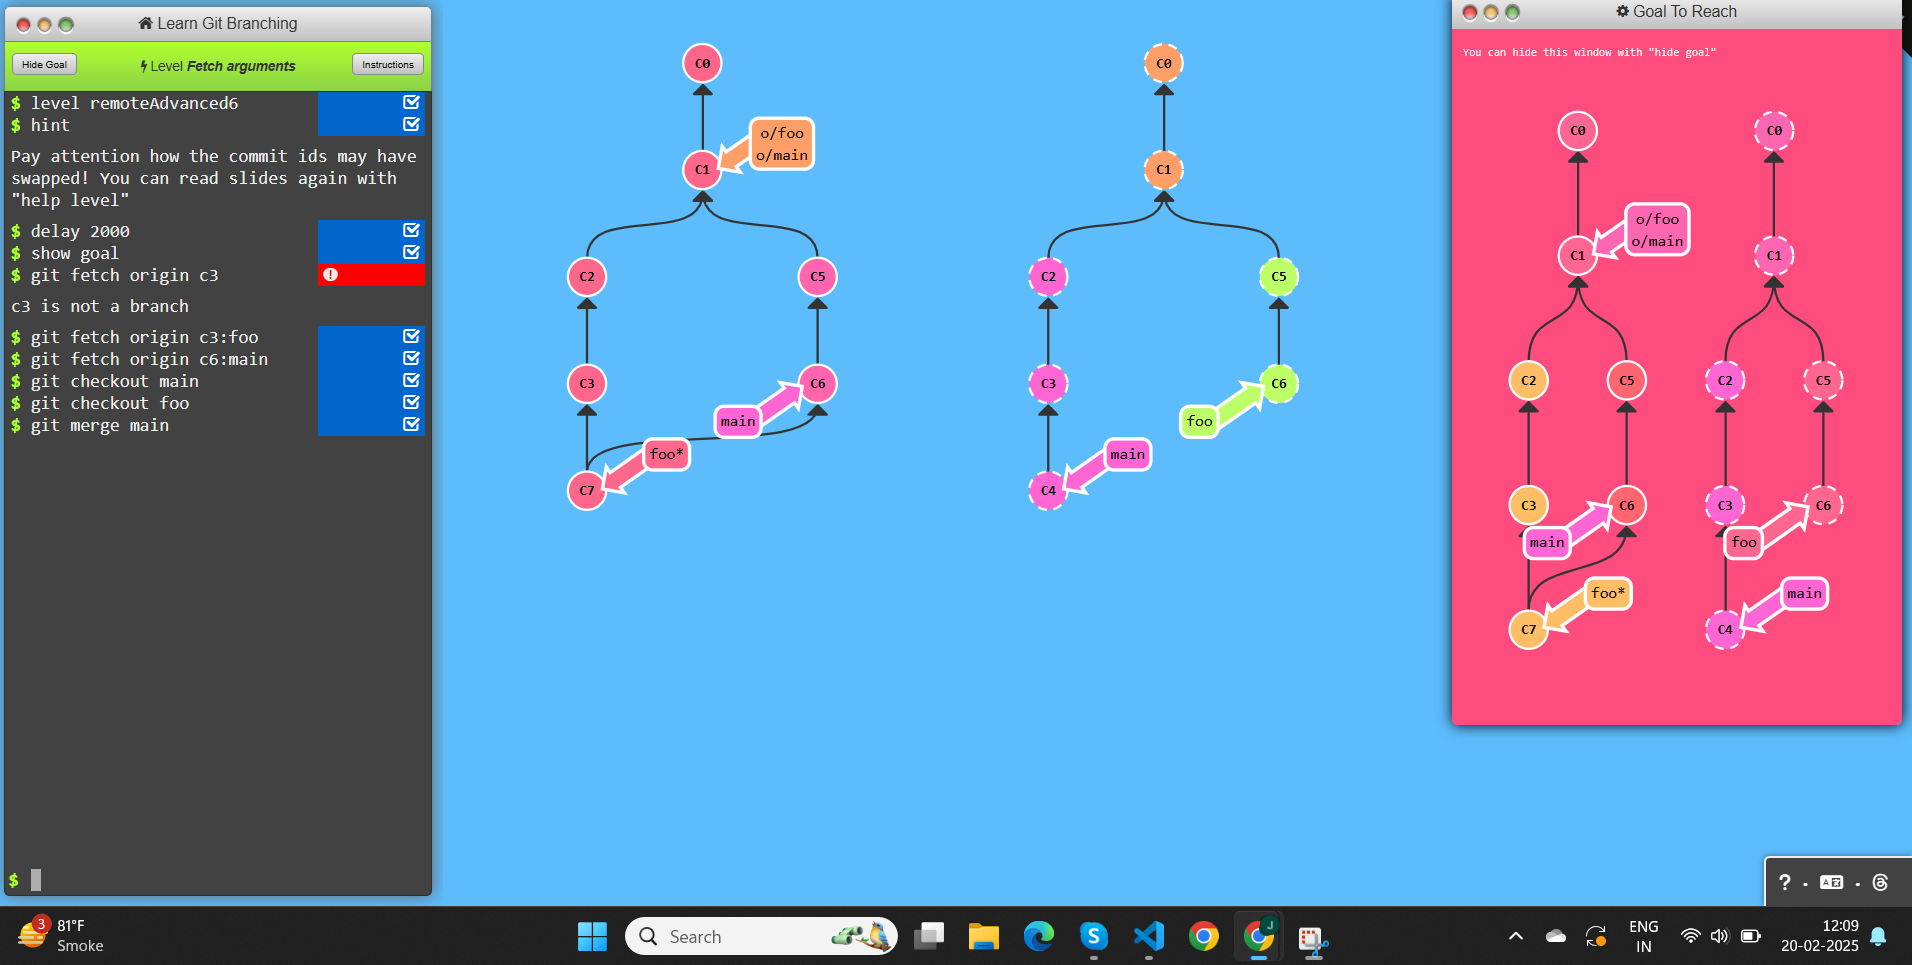 Learn Git Branching
Hide Goal
Level Fetch arguments
Instructions
$ level remoteAdvanced6
$ hint
Pay attention how the commit ids may have
swapped! You can read slides again with
"help level"
$ delay 2000
$ show goal
$ git fetch origin c3
c3 is not a branch
$ git fetch origin c3:foo
$ git fetch origin c6:main
$ git checkout main
$ git checkout foo
$ git merge main
$
C0
o/foo
o/main
C1
C2
C5
C3
C6
main
foo*
C7
C0
C1
C2
C5
C3
C6
foo
main
C4
Goal To Reach
You can hide this window with "hide goal"
C0
C0
o/foo
o/main
C1
C1
C2
C5
C2
C5
C3
C6
C3
C6
main
foo
foo*
main
C7
C4
? · A文 ·
3
81°F
Smoke
Search
S
J
ENG
IN
12:09
20-02-2025